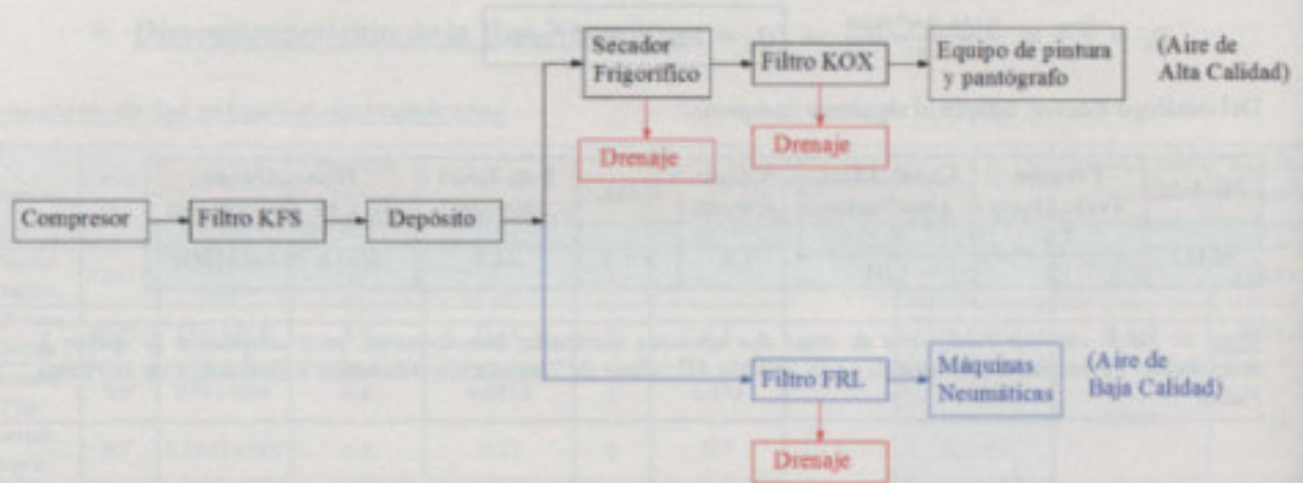 Secador
Frigorífico
Filtro KOX
Equipo de pintura
y pantógrafo
(Aire de
Alta Calidad)
Drenaje
Drenaje
Compresor
Filtro KFS
Depósito
Filtro FRL
Máquinas
Neumáticas
(Aire de
Baja Calidad)
Drenaje